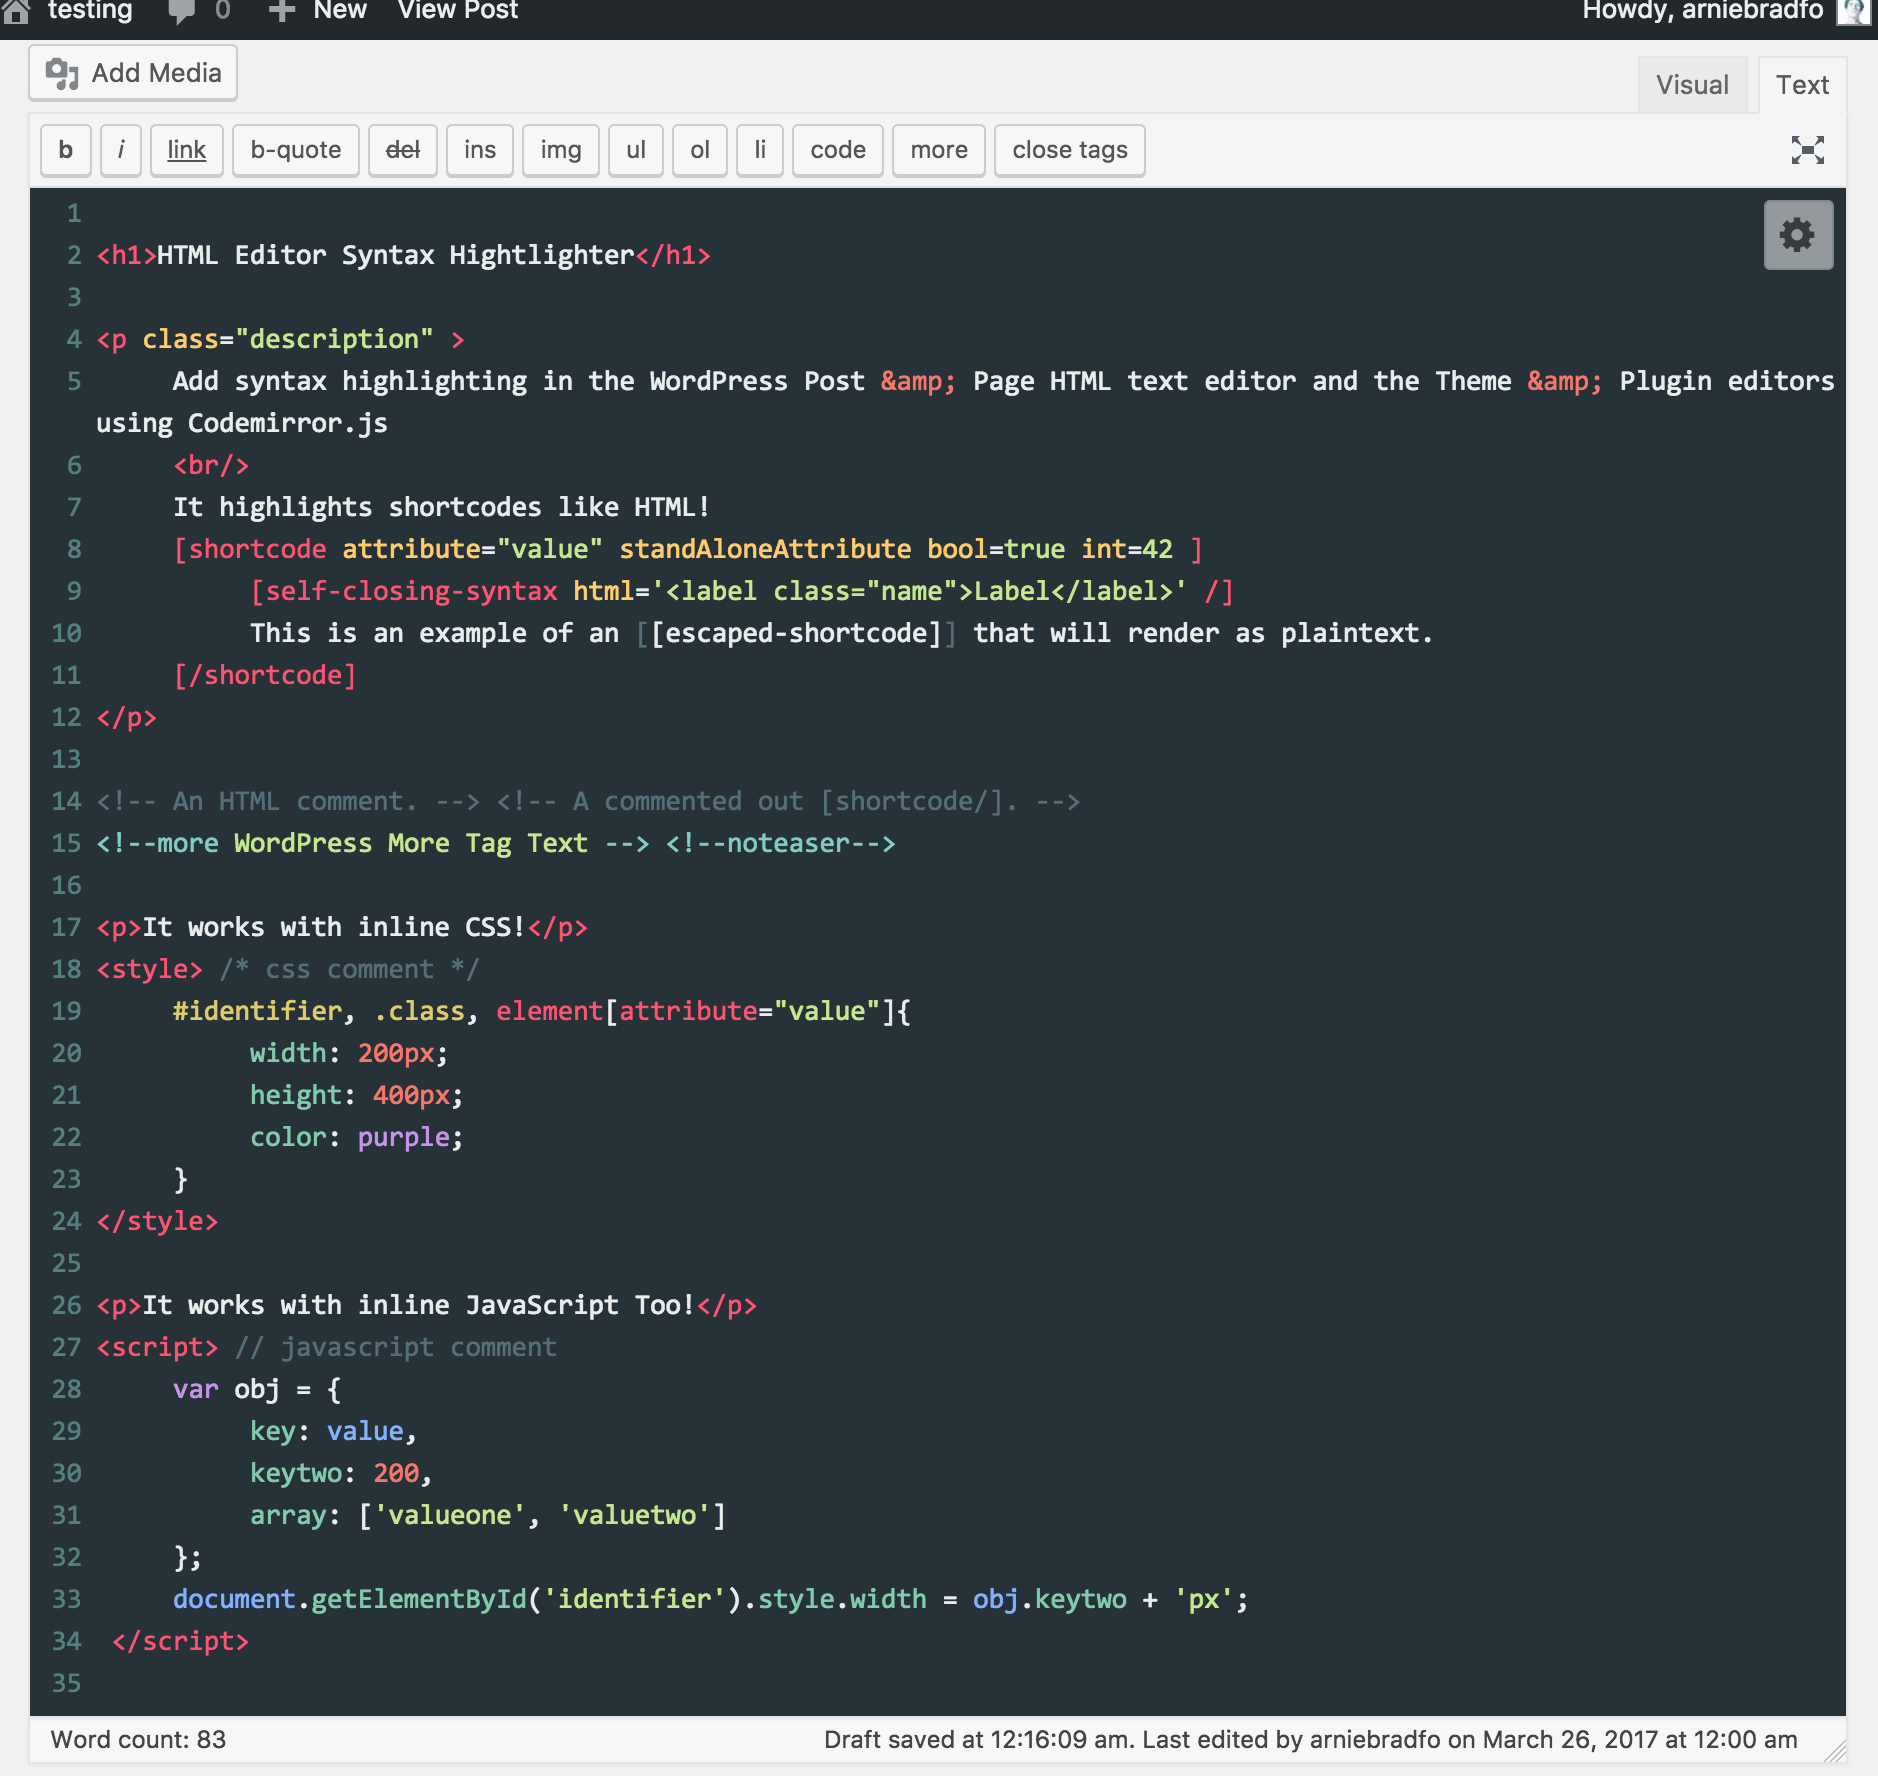 testing 0 New View Post Howdy, arniebradfo
Add Media
Visual Text
b i link b-quote del ins img ul ol li code more close tags
1
2 <h1>HTML Editor Syntax Hightlighter</h1>
3
4 <p class="description" >
5 Add syntax highlighting in the WordPress Post &amp; Page HTML text editor and the Theme &amp; Plugin editors
using Codemirror.js
6 <br/>
7 It highlights shortcodes like HTML!
8 [shortcode attribute="value" standAloneAttribute bool=true int=42 ]
9 [self-closing-syntax html='<label class="name">Label</label>' /]
10 This is an example of an [[escaped-shortcode]] that will render as plaintext.
11 [/shortcode]
12 </p>
13
14 <!-- An HTML comment. --> <!-- A commented out [shortcode/]. -->
15 <!--more WordPress More Tag Text --> <!--noteaser-->
16
17 <p>It works with inline CSS!</p>
18 <style> /* css comment */
19 #identifier, .class, element[attribute="value"]{
20 width: 200px;
21 height: 400px;
22 color: purple;
23 }
24 </style>
25
26 <p>It works with inline JavaScript Too!</p>
27 <script> // javascript comment
28 var obj = {
29 key: value,
30 keytwo: 200,
31 array: ['valueone', 'valuetwo']
32 };
33 document.getElementById('identifier').style.width = obj.keytwo + 'px';
34 </script>
35
Word count: 83 Draft saved at 12:16:09 am. Last edited by arniebradfo on March 26, 2017 at 12:00 am